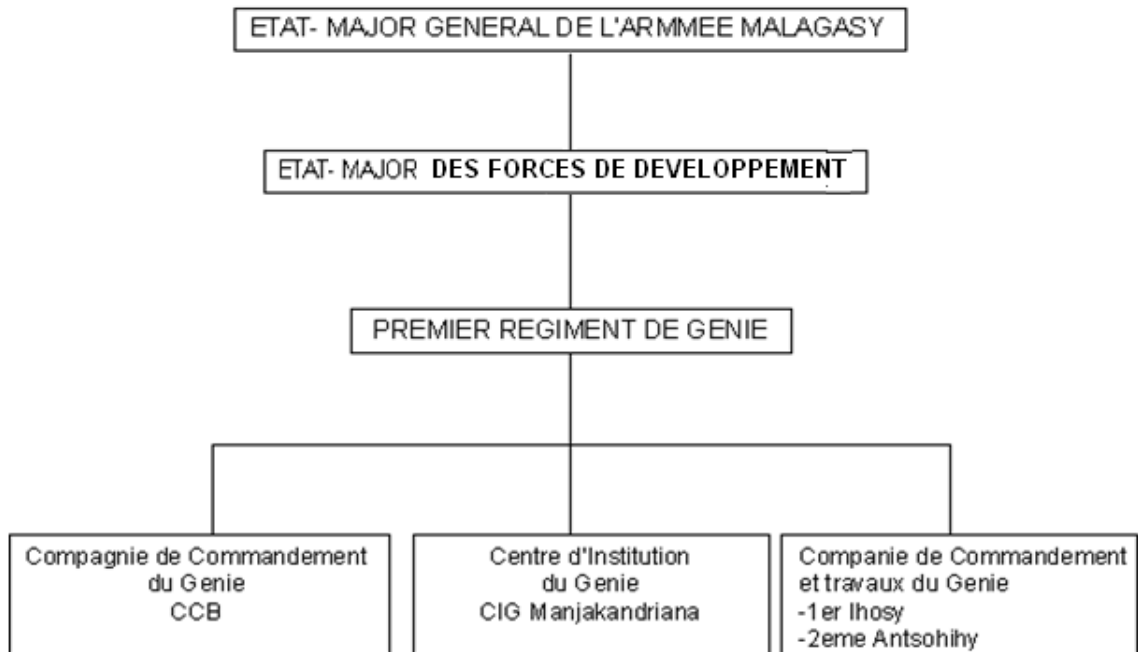 ETAT- MAJOR GENERAL DE L'ARMMEE MALAGASY
ETAT- MAJOR DES FORCES DE DEVELOPPEMENT
PREMIER REGIMENT DE GENIE
Compagnie de Commandement
du Genie
CCB
Centre d'Institution
du Genie
CIG Manjakandriana
Companie de Commandement
et travaux du Genie
-1er Ihosy
-2eme Antsohihy